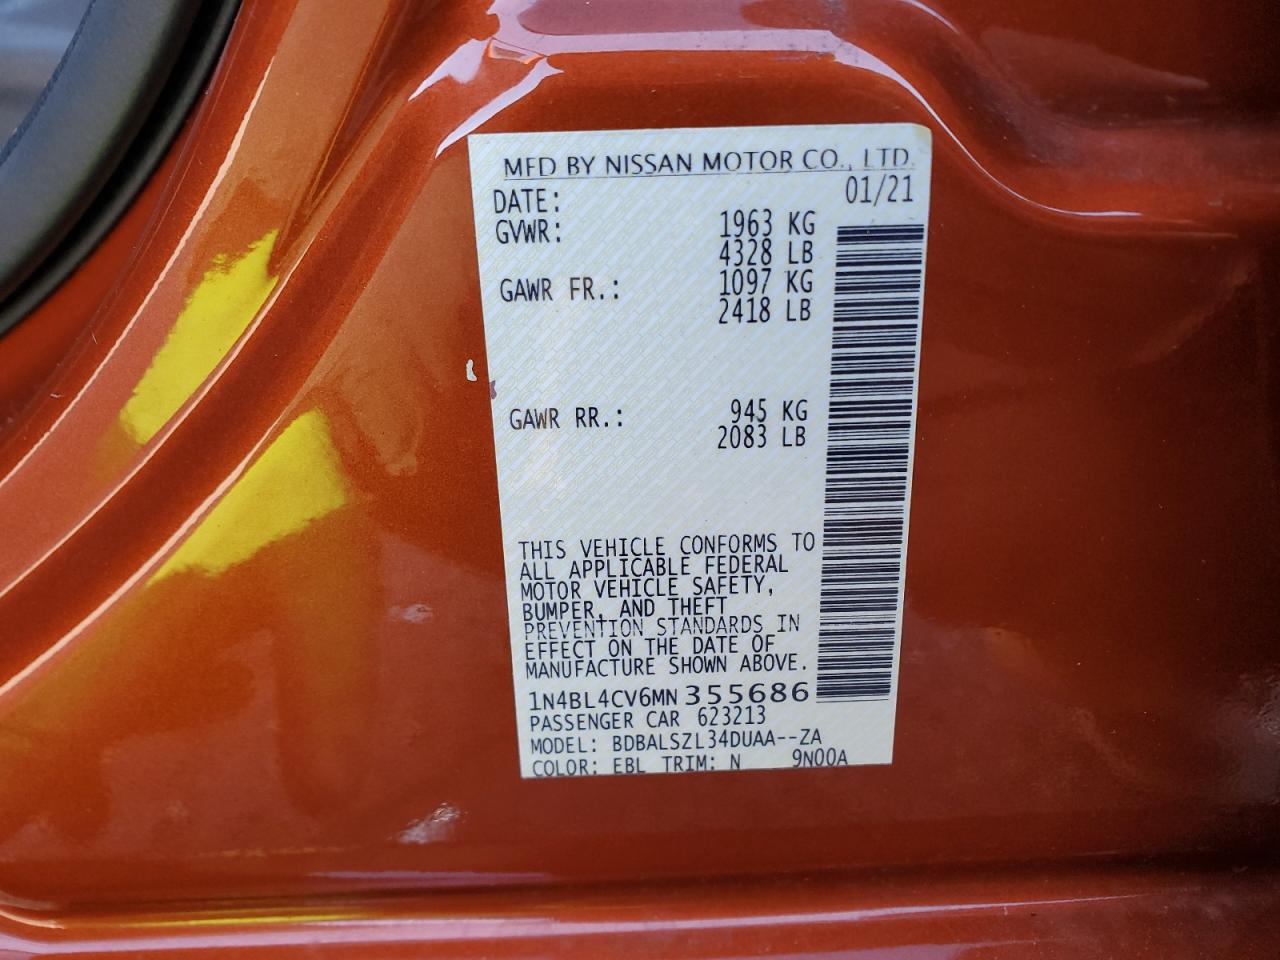 MFD BY NISSAN MOTOR CO., LTD.
DATE: 01/21
GVWR: 1963 KG
4328 LB
GAWR FR.: 1097 KG
2418 LB
GAWR RR.: 945 KG
2083 LB
THIS VEHICLE CONFORMS TO
ALL APPLICABLE FEDERAL
MOTOR VEHICLE SAFETY,
BUMPER, AND THEFT
PREVENTION STANDARDS IN
EFFECT ON THE DATE OF
MANUFACTURE SHOWN ABOVE.
1N4BL4CV6MN355686
PASSENGER CAR 623213
MODEL: BDBALSZL34DUAA--ZA
COLOR: EBL TRIM: N 9N00A